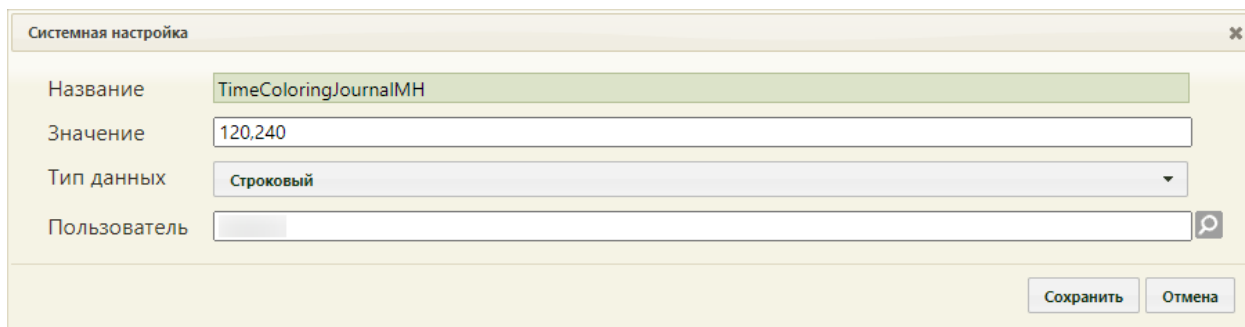 Системная настройка
Название TimeColoringJournalMH
Значение 120,240
Тип данных Строковый
Пользователь
Сохранить Отмена